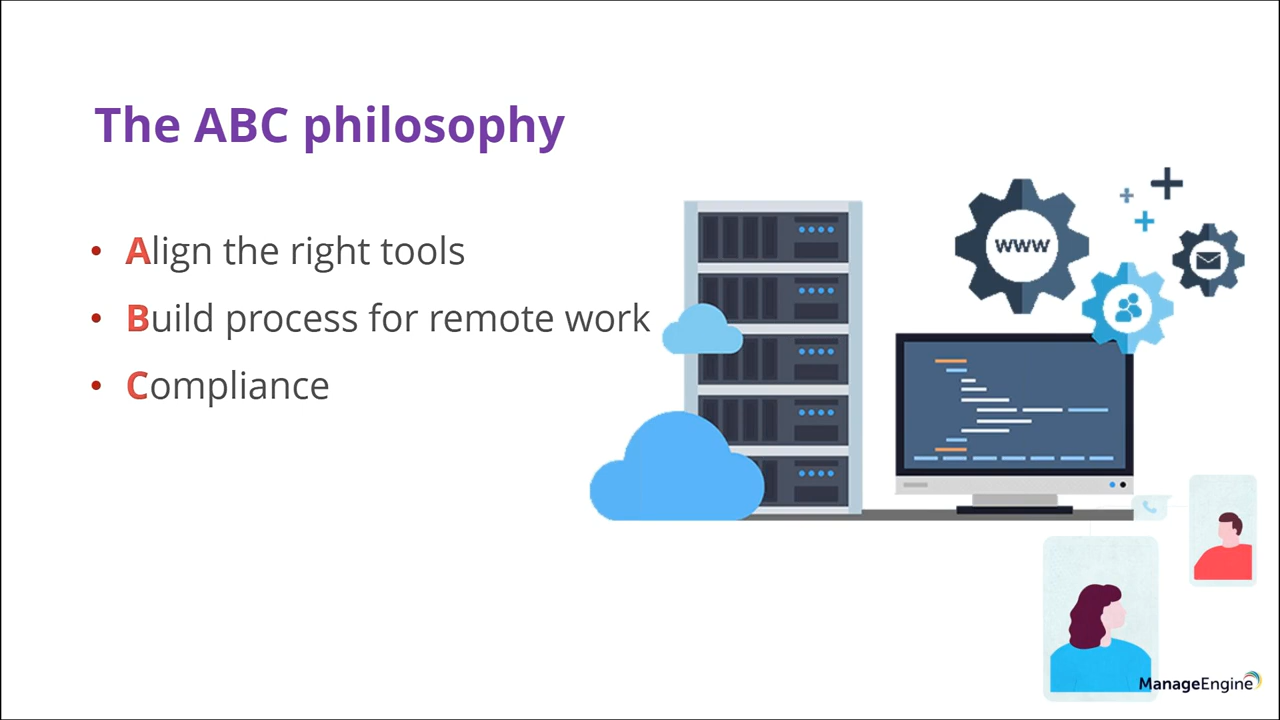 The ABC philosophy
• Align the right tools
• Build process for remote work
• Compliance
WWW
ManageEngine